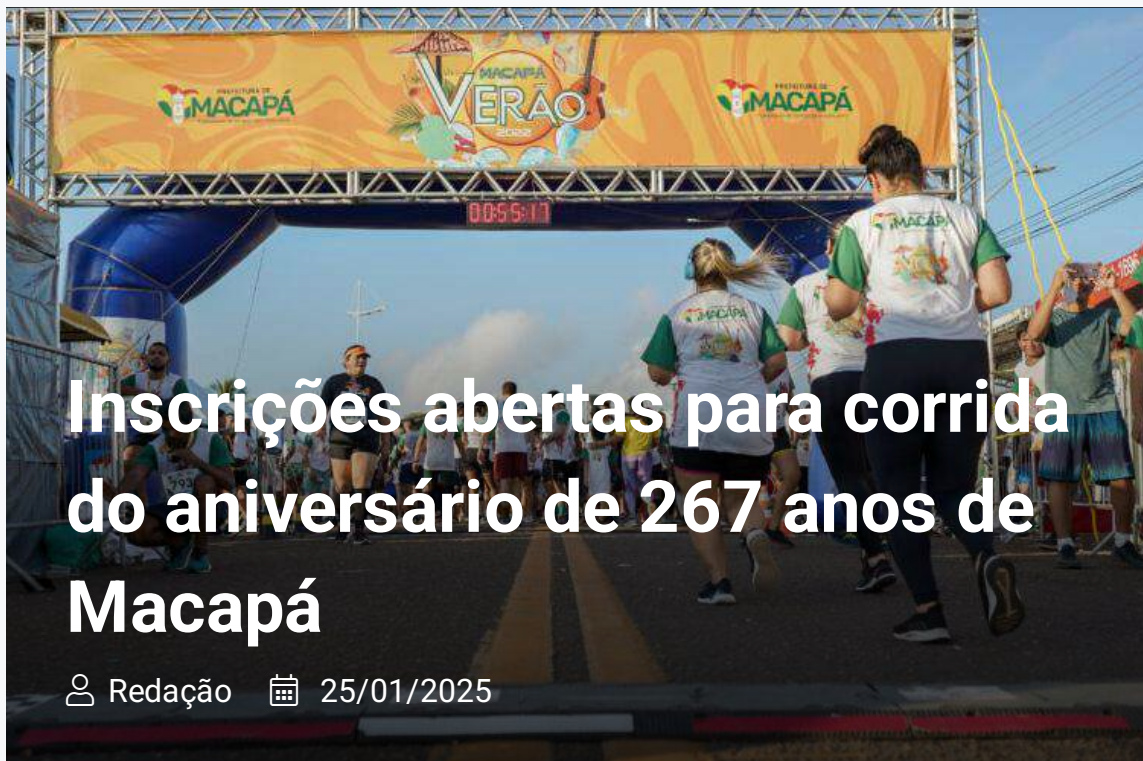 PREFEITURA DE
MACAPÁ
MACAPÁ
VERÃO
2022
PREFEITURA DE
MACAPÁ
00:55:17
MACAPÁ
MACAPÁ
Inscrições abertas para corrida
do aniversário de 267 anos de
Macapá
Redação 25/01/2025